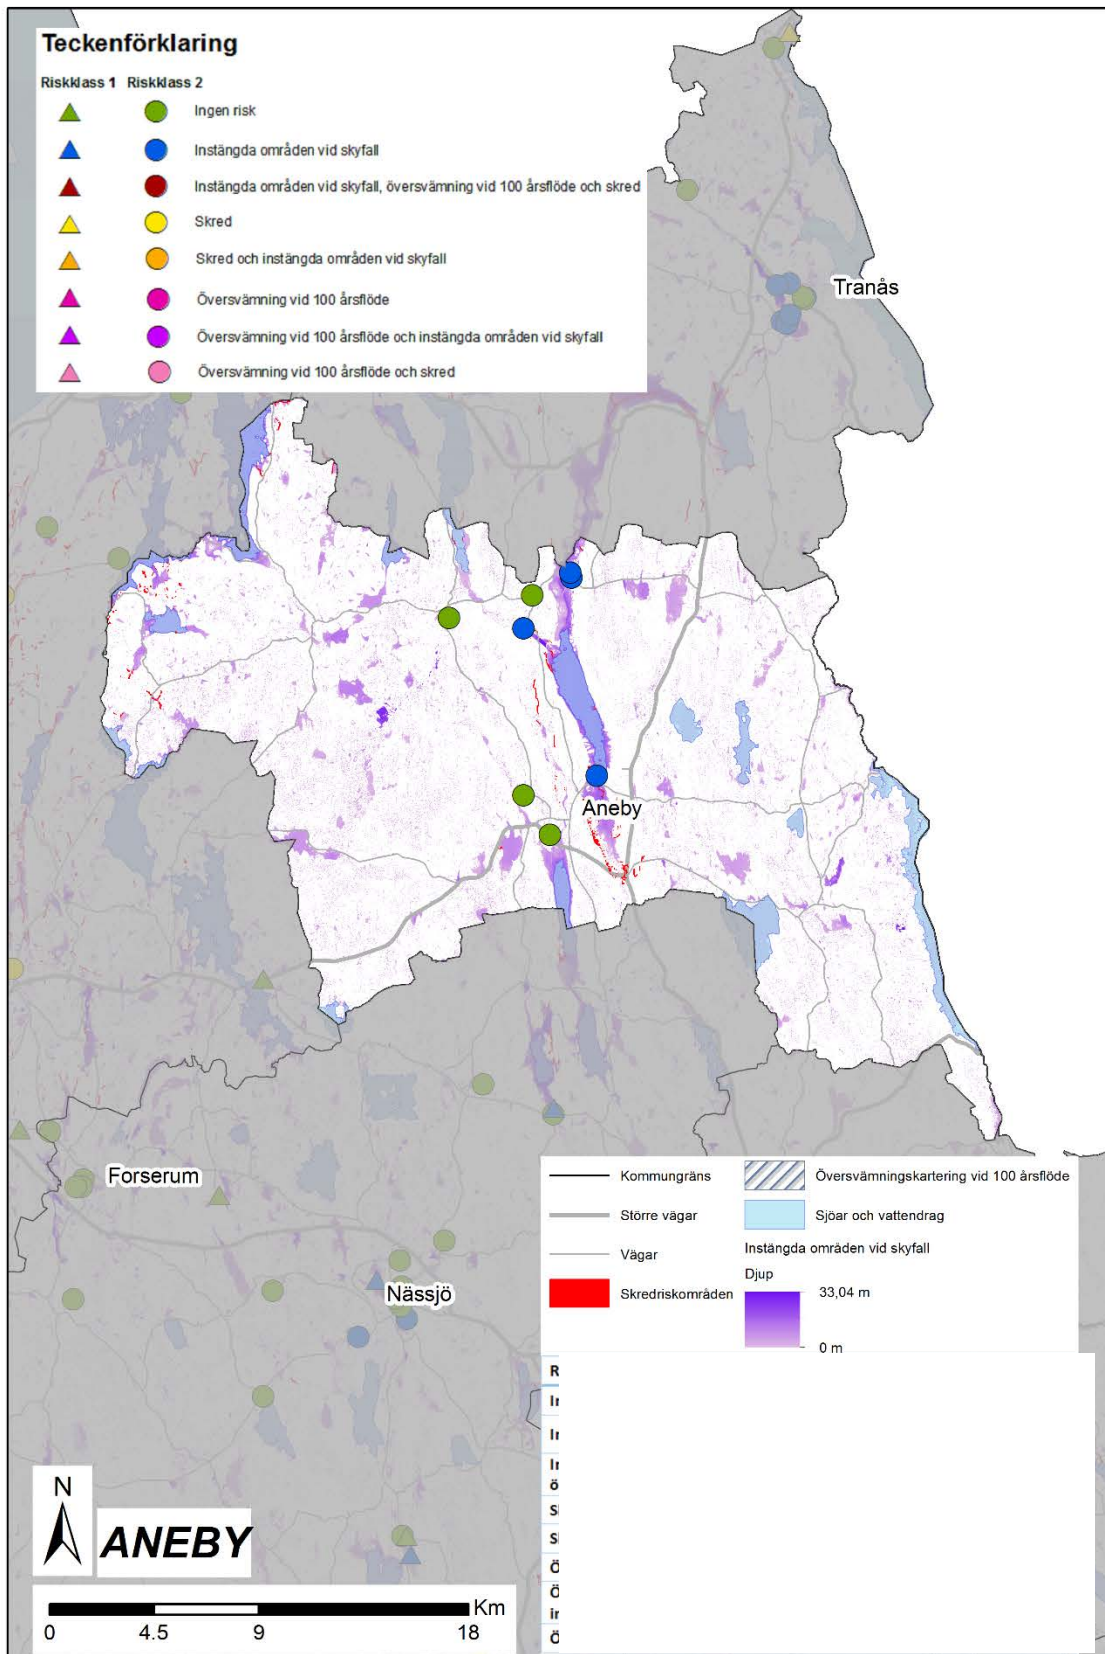 Teckenförklaring
Riskklass 1 Riskklass 2
Ingen risk
Instängda områden vid skyfall
Instängda områden vid skyfall, översvämning vid 100 årsflöde och skred
Skred
Skred och instängda områden vid skyfall
Översvämning vid 100 årsflöde
Översvämning vid 100 årsflöde och instängda områden vid skyfall
Översvämning vid 100 årsflöde och skred
Tranås
Aneby
Forserum
Nässjö
Kommungräns
Större vägar
Vägar
Skredriskområden
Översvämningskartering vid 100 årsflöde
Sjöar och vattendrag
Instängda områden vid skyfall
Djup
33,04 m
0 m
N
ANEBY
Km
0 4.5 9 18